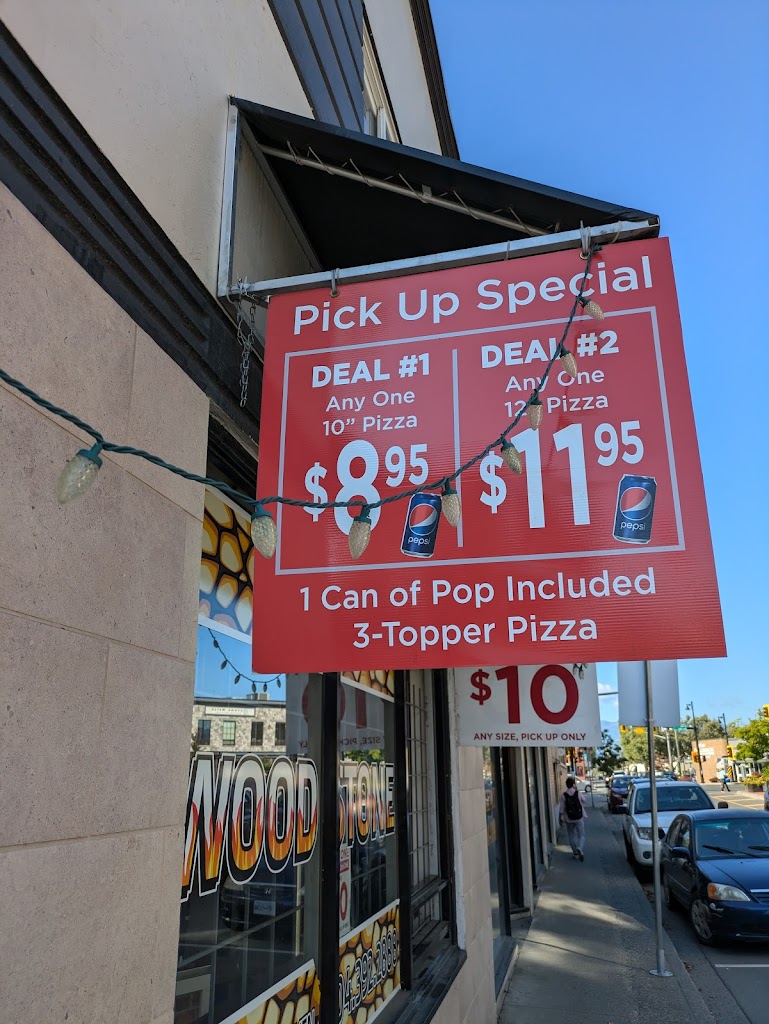 Pick Up Special
DEAL #1
Any One
10” Pizza
$8.95
pepsi
DEAL #2
Any One
12” Pizza
$11.95
pepsi
1 Can of Pop Included
3-Topper Pizza
$10
ANY SIZE, PICK UP ONLY
WOOD STONE